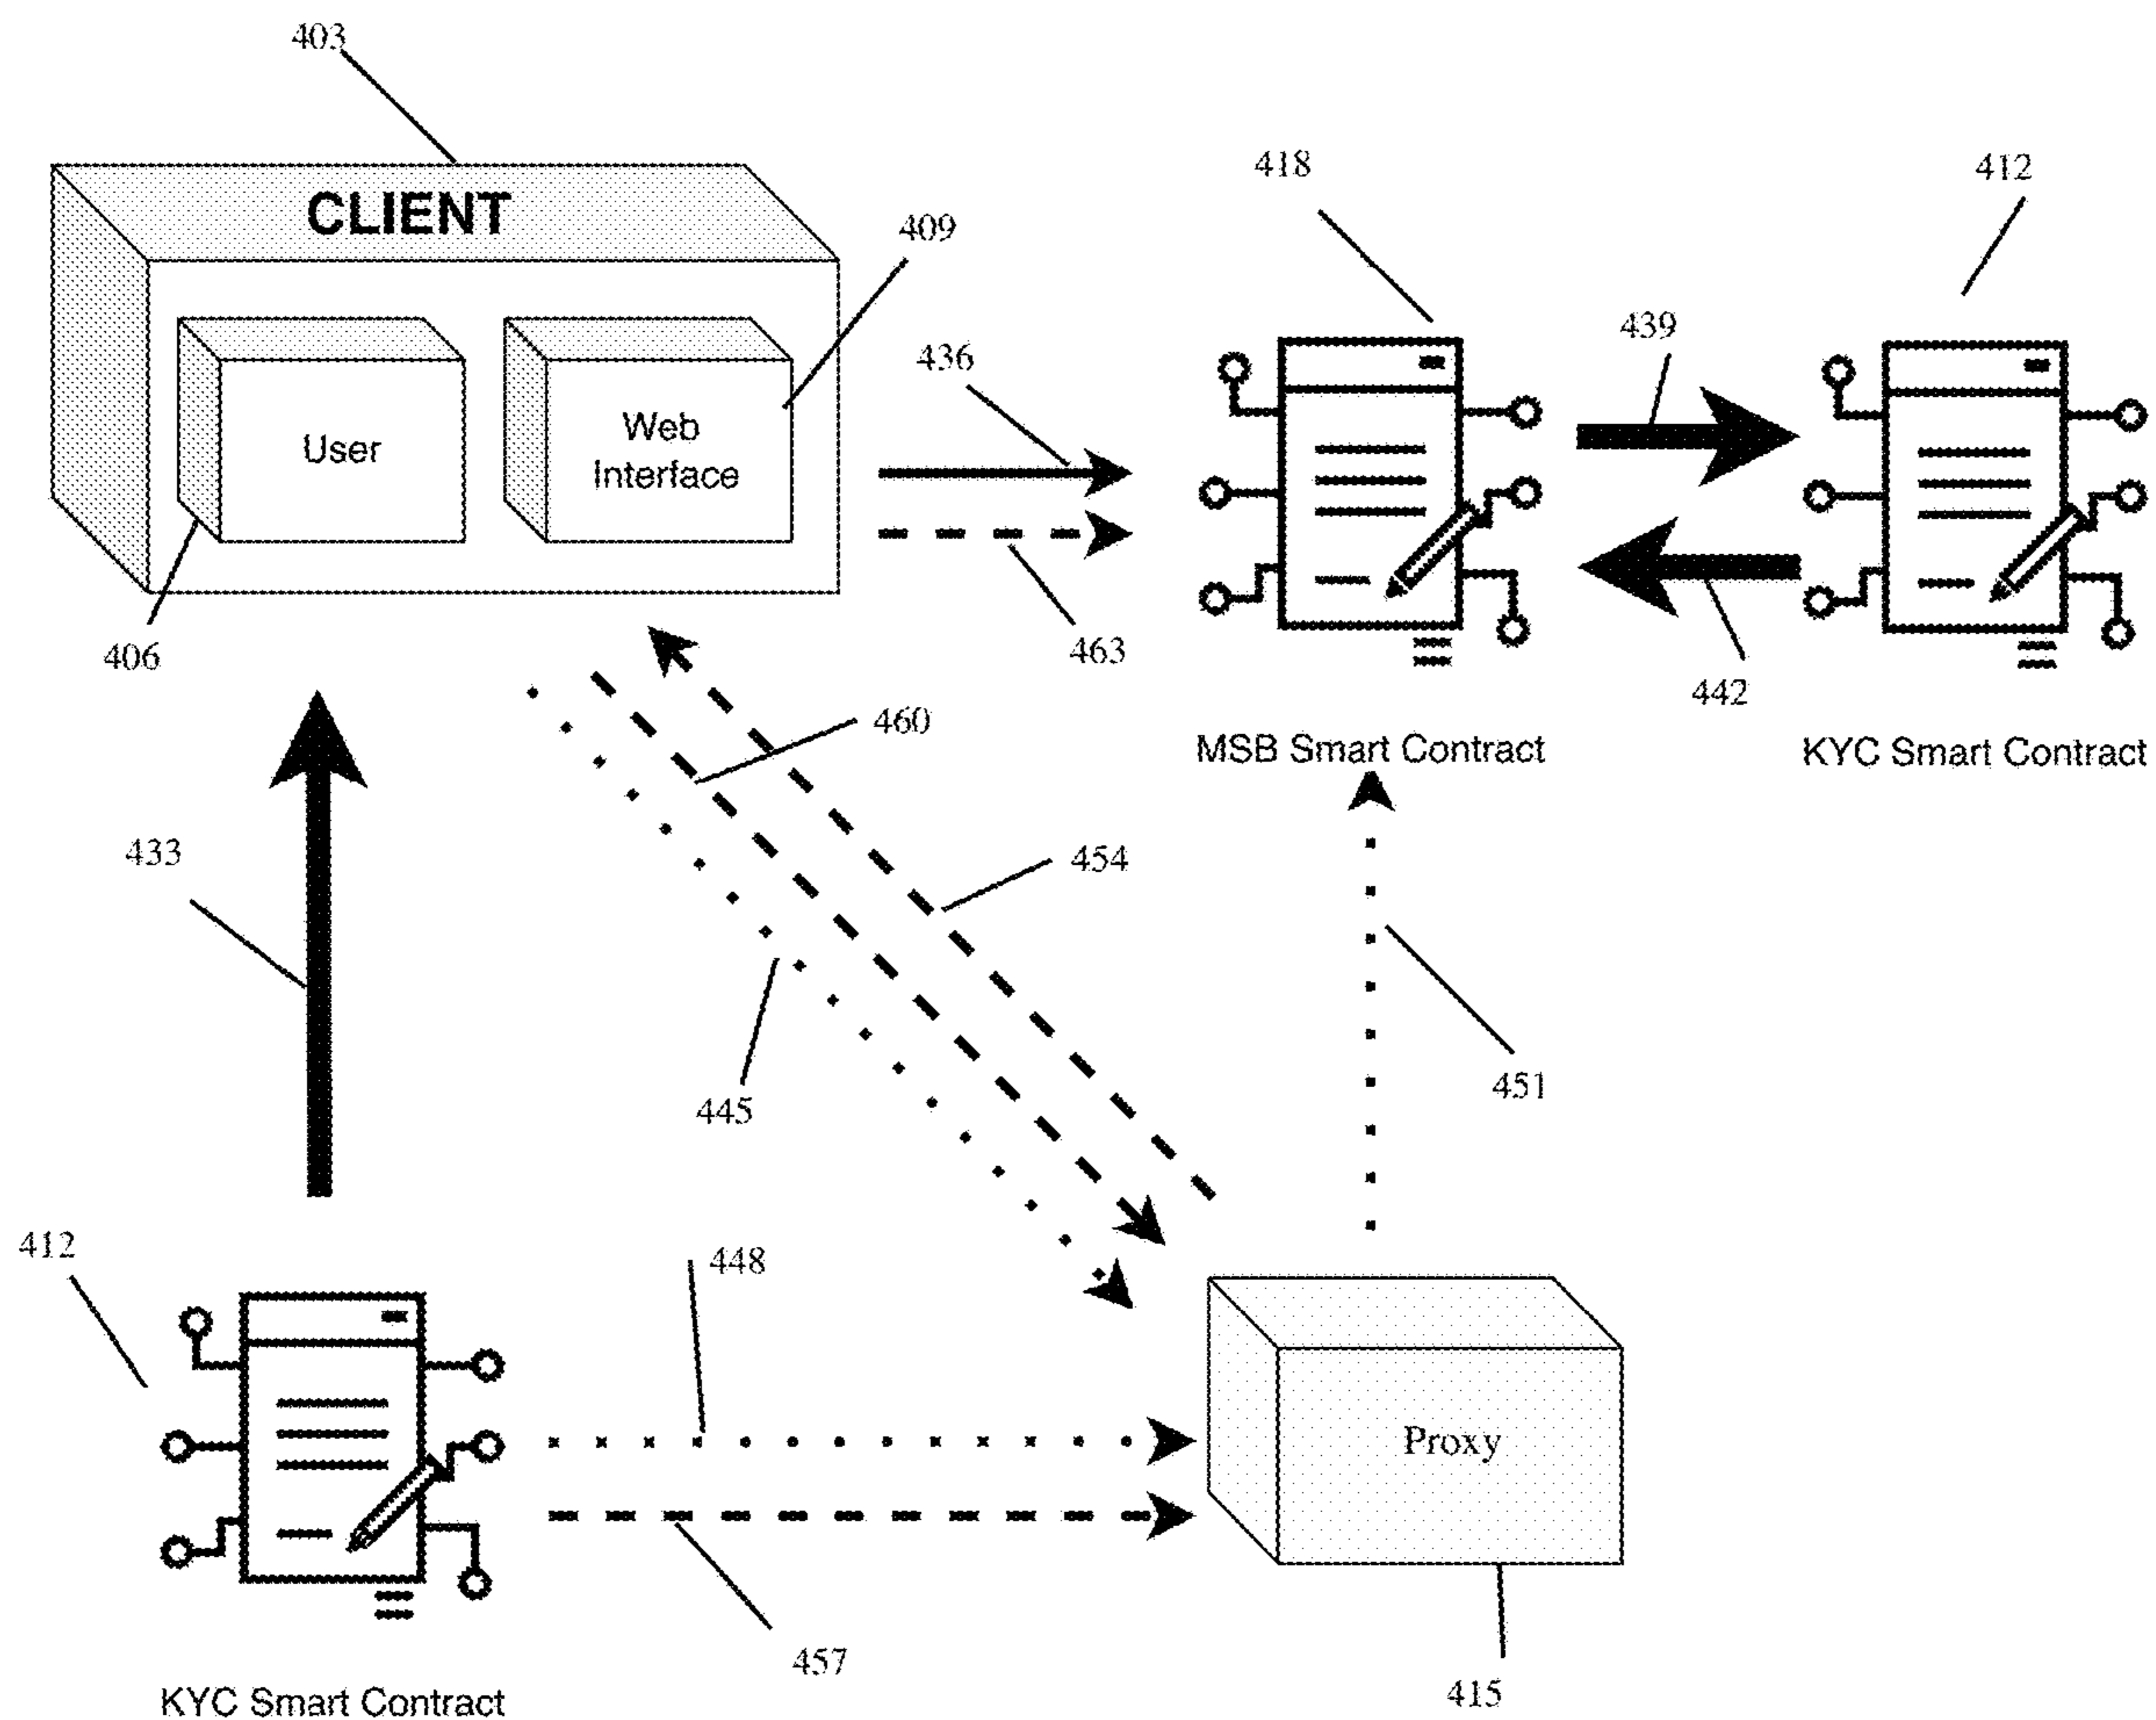 403
CLIENT
409
418
412
User
Web
Interface
436
439
406
463
442
460
MSB Smart Contract
KYC Smart Contract
433
454
445
451
412
448
Proxy
457
415
KYC Smart Contract